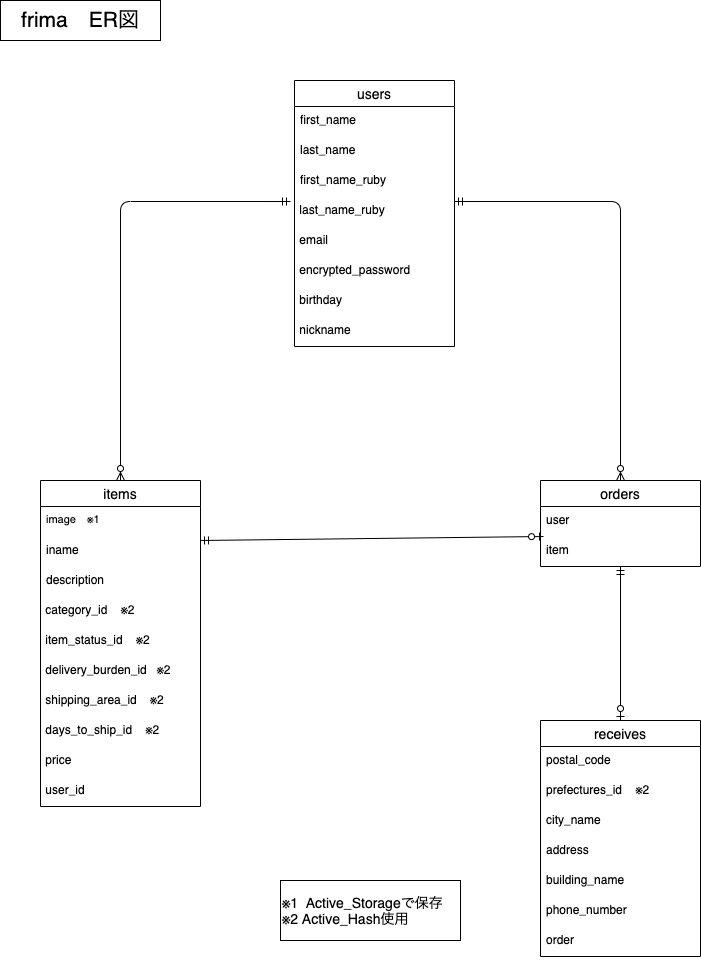 frima　ER図
users
first_name
last_name
first_name_ruby
last_name_ruby
email
encrypted_password
birthday
nickname
items
image　※1
iname
description
category_id　※2
item_status_id　※2
delivery_burden_id　※2
shipping_area_id　※2
days_to_ship_id　※2
price
user_id
orders
user
item
receives
postal_code
prefectures_id　※2
city_name
address
building_name
phone_number
order
※1 Active_Storageで保存
※2 Active_Hash使用